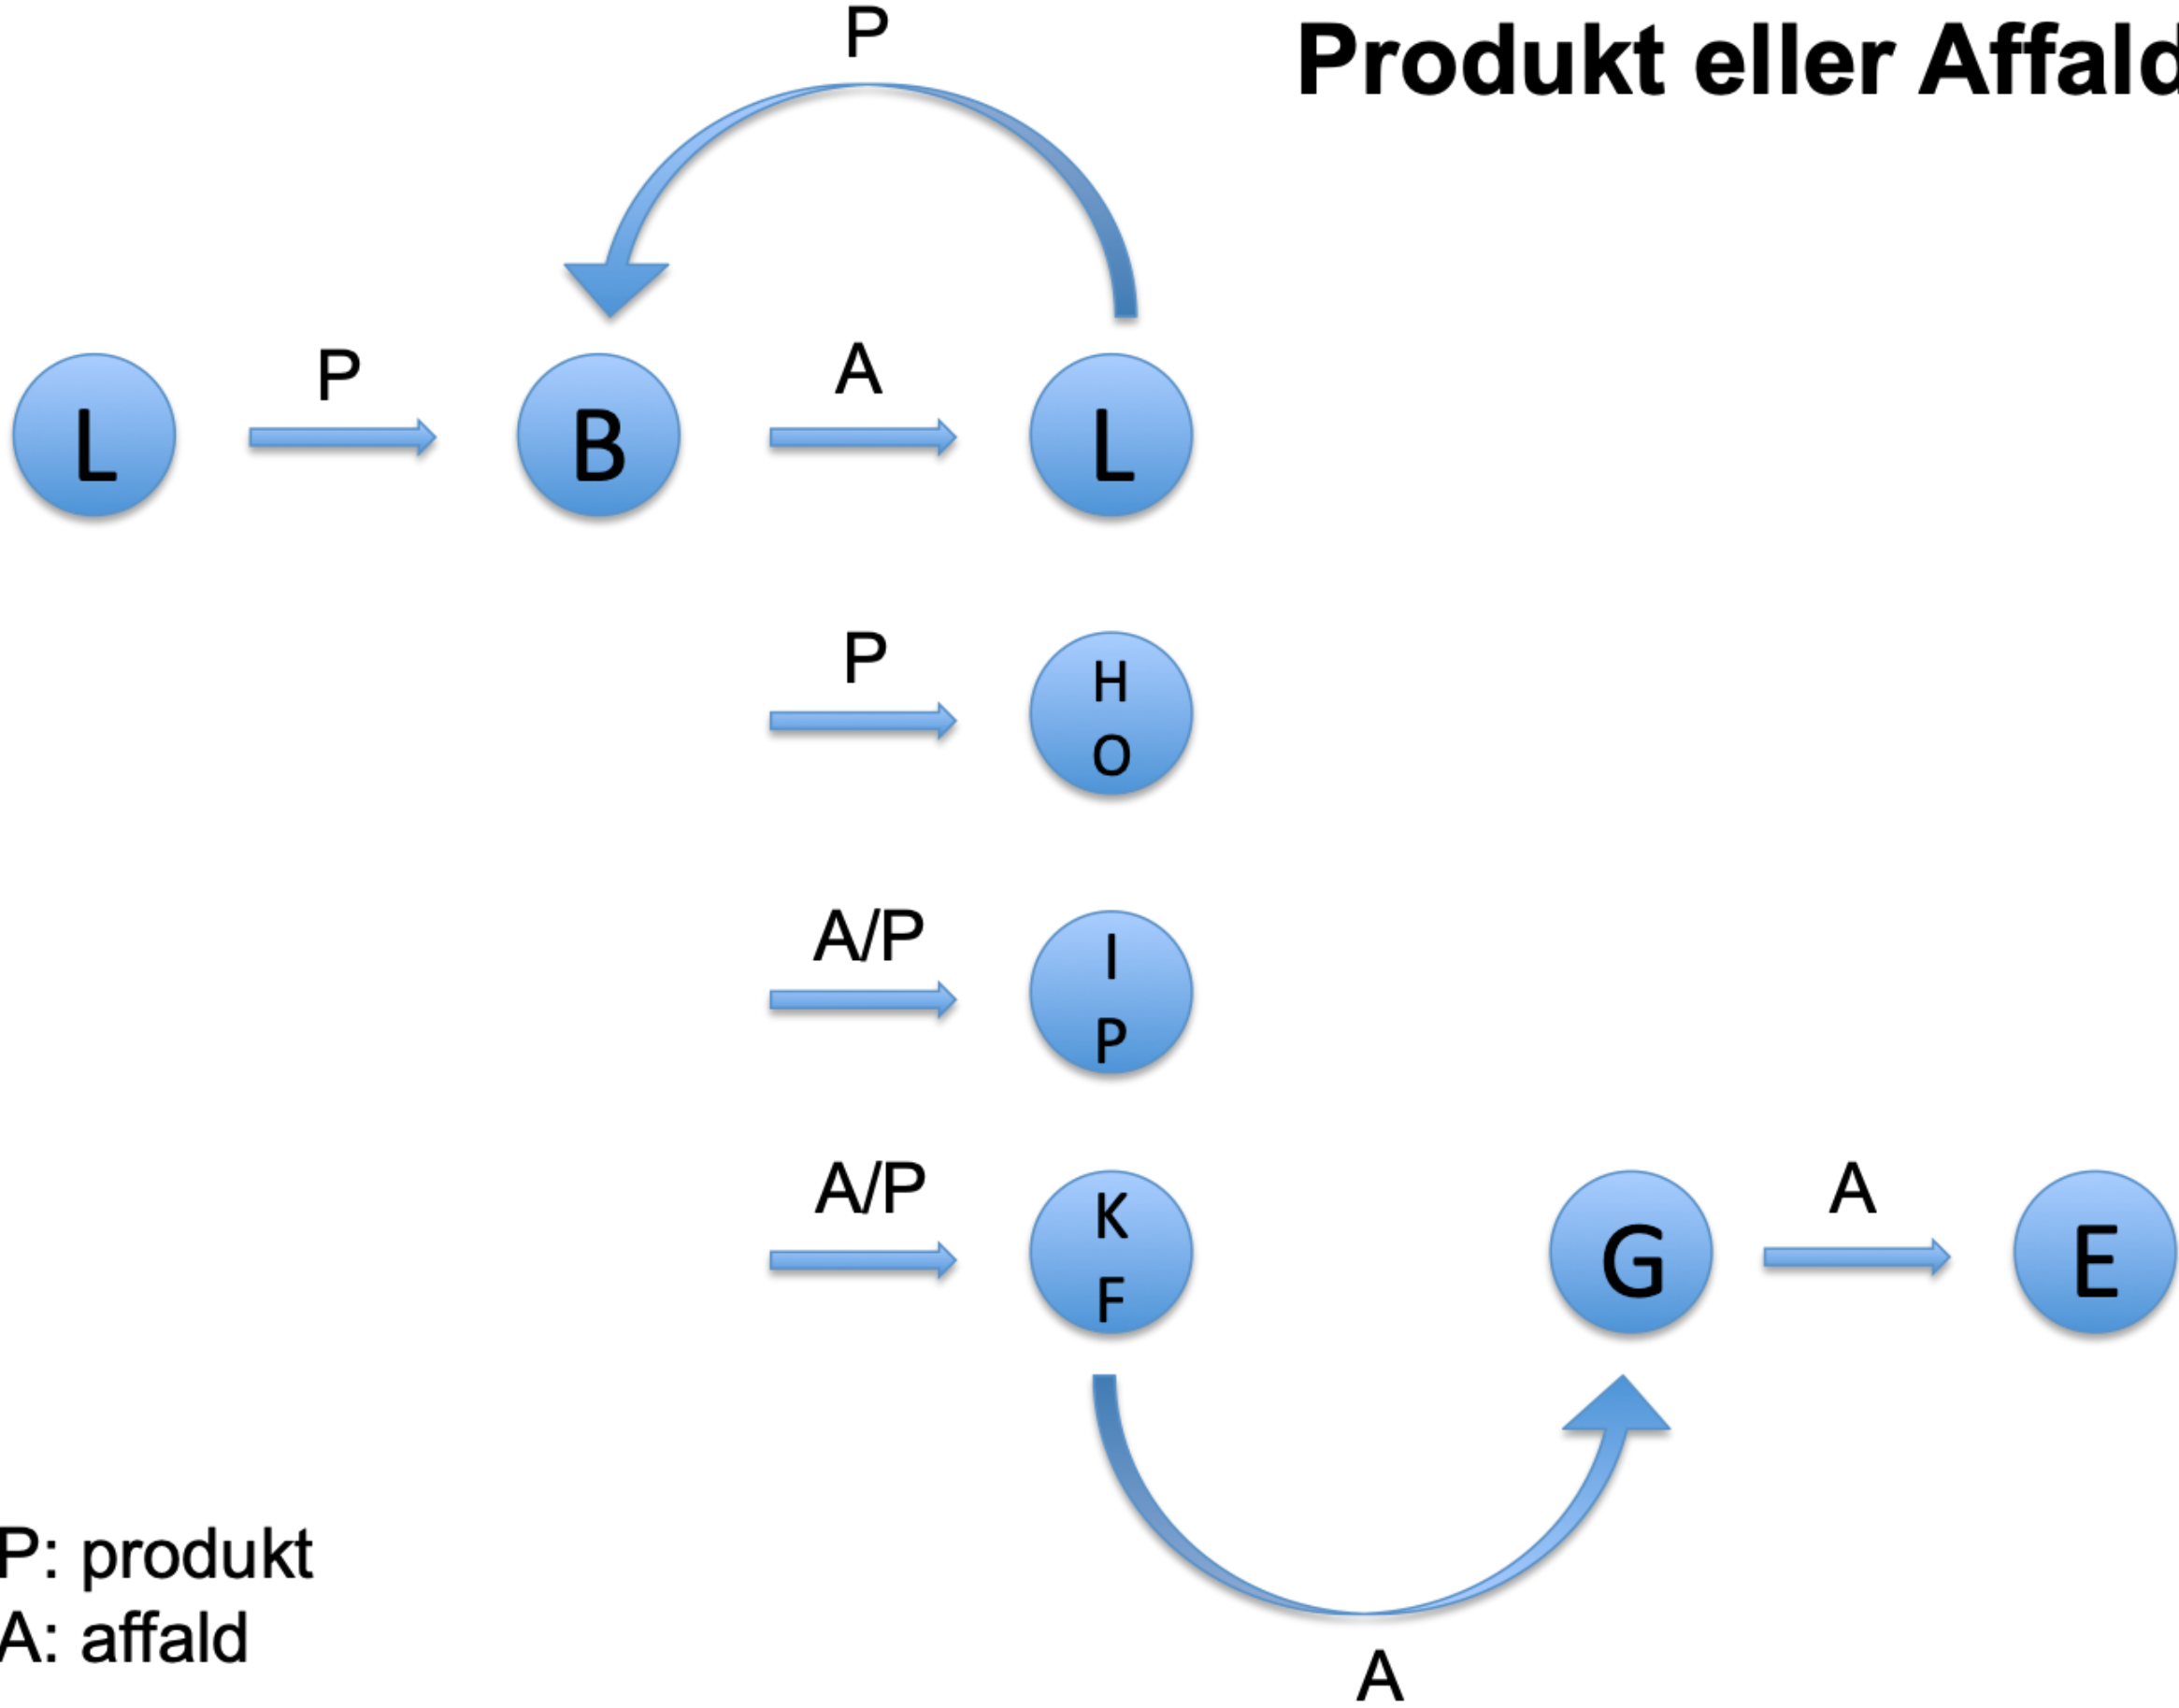 P
Produkt eller Affald
P
A
L
B
L
P
H
O
A/P
I
P
A/P
K
F
G
A
E
P: produkt
A: affald
A